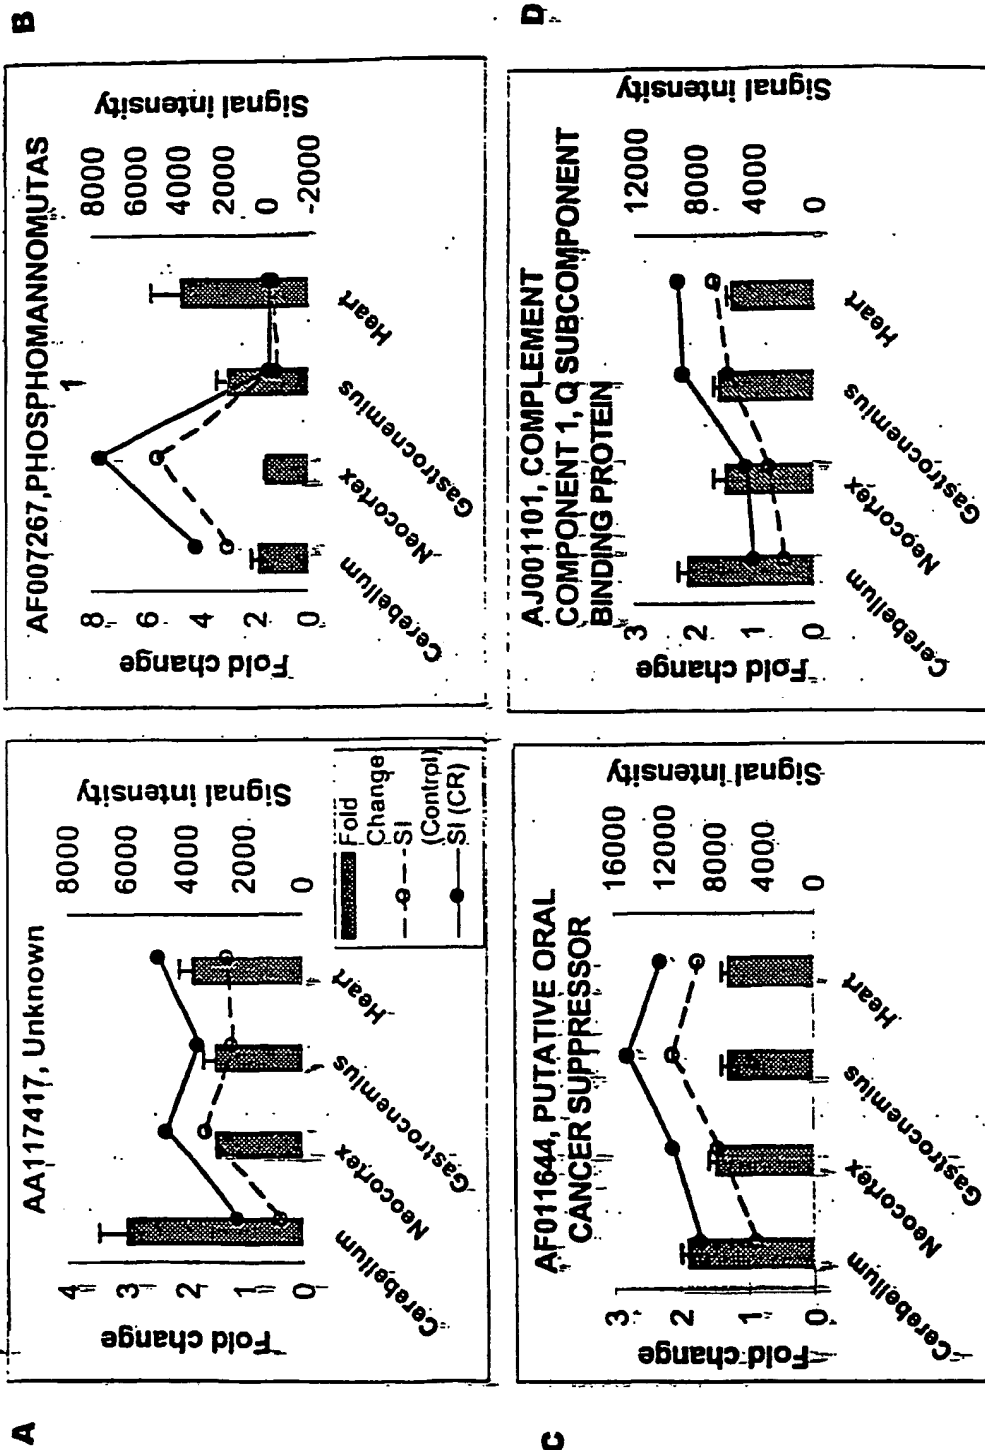 A
AA117417, Unknown
Fold change
4
3
2
1
0
Signal intensity
8000
6000
4000
2000
0
Cerebellum
Neocortex
Gastrocnemius
Heart
Fold
Change
SI
(Control)
SI (CR)
B
AF007267,PHOSPHOMANNOMUTAS
1
Fold change
8
6
4
2
0
Signal intensity
8000
6000
4000
2000
0
-2000
Cerebellum
Neocortex
Gastrocnemius
Heart
C
AF011644, PUTATIVE ORAL
CANCER SUPPRESSOR
Fold change
3
2
1
0
Signal intensity
16000
12000
8000
4000
0
Cerebellum
Neocortex
Gastrocnemius
Heart
D
AJ001101, COMPLEMENT
COMPONENT 1, Q SUBCOMPONENT
BINDING PROTEIN
Fold change
3
2
1
0
Signal intensity
12000
8000
4000
0
Cerebellum
Neocortex
Gastrocnemius
Heart